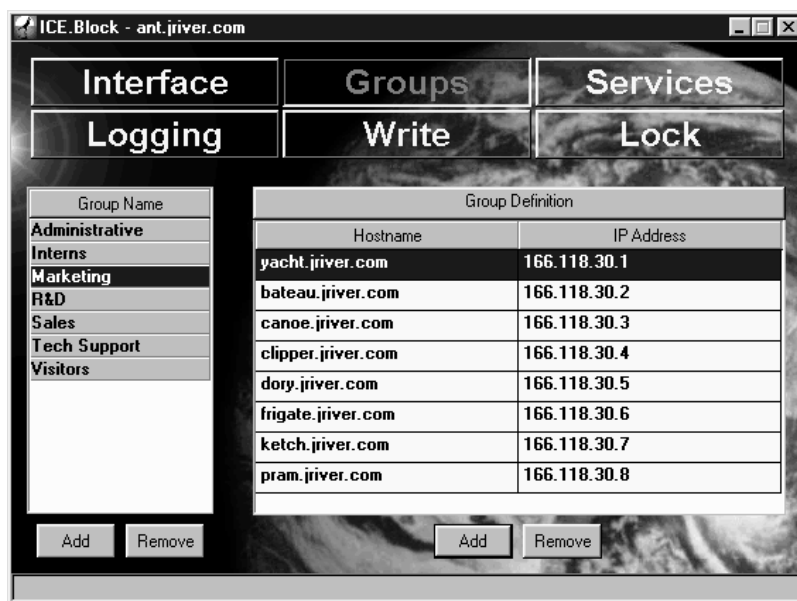 ICE.Block - ant.jriver.com
Interface Groups Services
Logging Write Lock
Group Name
Administrative
Interns
Marketing
R&D
Sales
Tech Support
Visitors
Group Definition
Hostname IP Address
yacht.jriver.com 166.118.30.1
bateau.jriver.com 166.118.30.2
canoe.jriver.com 166.118.30.3
clipper.jriver.com 166.118.30.4
dory.jriver.com 166.118.30.5
frigate.jriver.com 166.118.30.6
ketch.jriver.com 166.118.30.7
pram.jriver.com 166.118.30.8
Add Remove
Add Remove